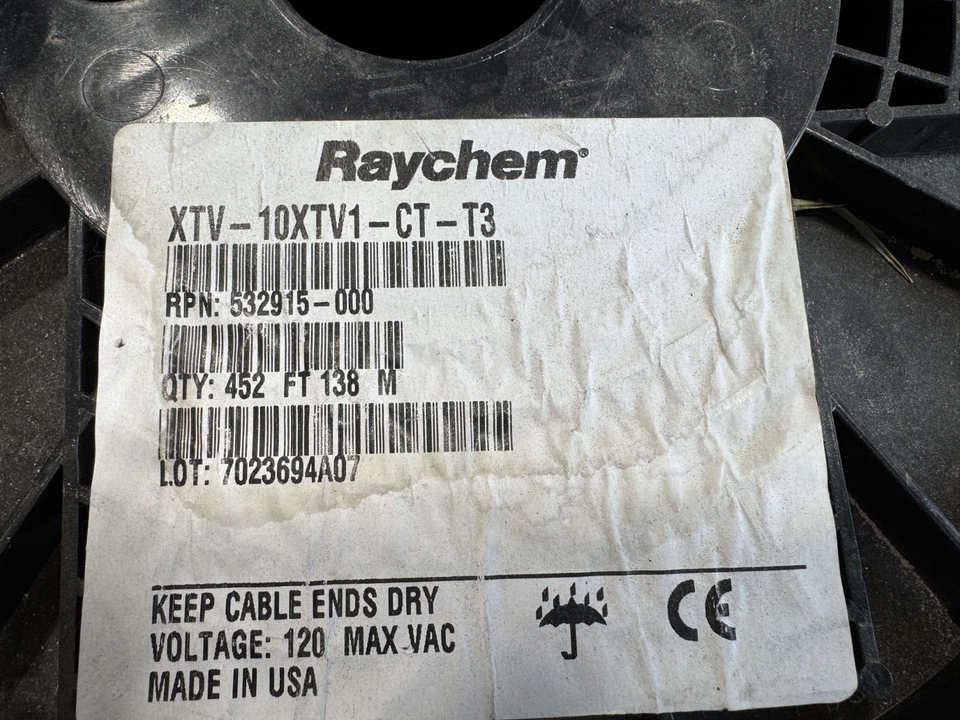 Raychem®
XTV-10XTV1-CT-T3
RPN: 532915-000
QTY: 452 FT 138 M
LOT: 7023694A07
KEEP CABLE ENDS DRY
VOLTAGE: 120 MAX.VAC
MADE IN USA
CE